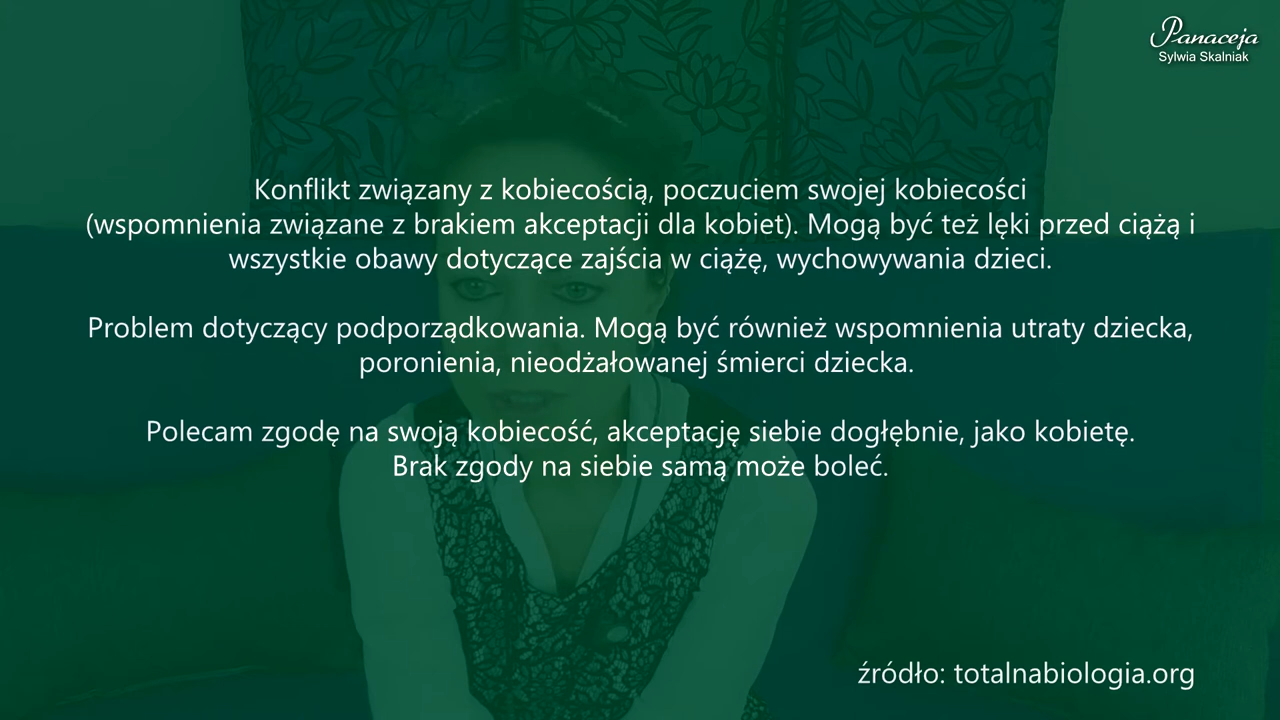 Panaceja
Sylwia Skalniak
Konflikt związany z kobiecością, poczuciem swojej kobiecości
(wspomnienia związane z brakiem akceptacji dla kobiet). Mogą być też lęki przed ciążą i
wszystkie obawy dotyczące zajścia w ciążę, wychowywania dzieci.
Problem dotyczący podporządkowania. Mogą być również wspomnienia utraty dziecka,
poronienia, nieodżałowanej śmierci dziecka.
Polecam zgodę na swoją kobiecość, akceptację siebie dogłębnie, jako kobietę.
Brak zgody na siebie samą może boleć.
źródło: totalnabiologia.org